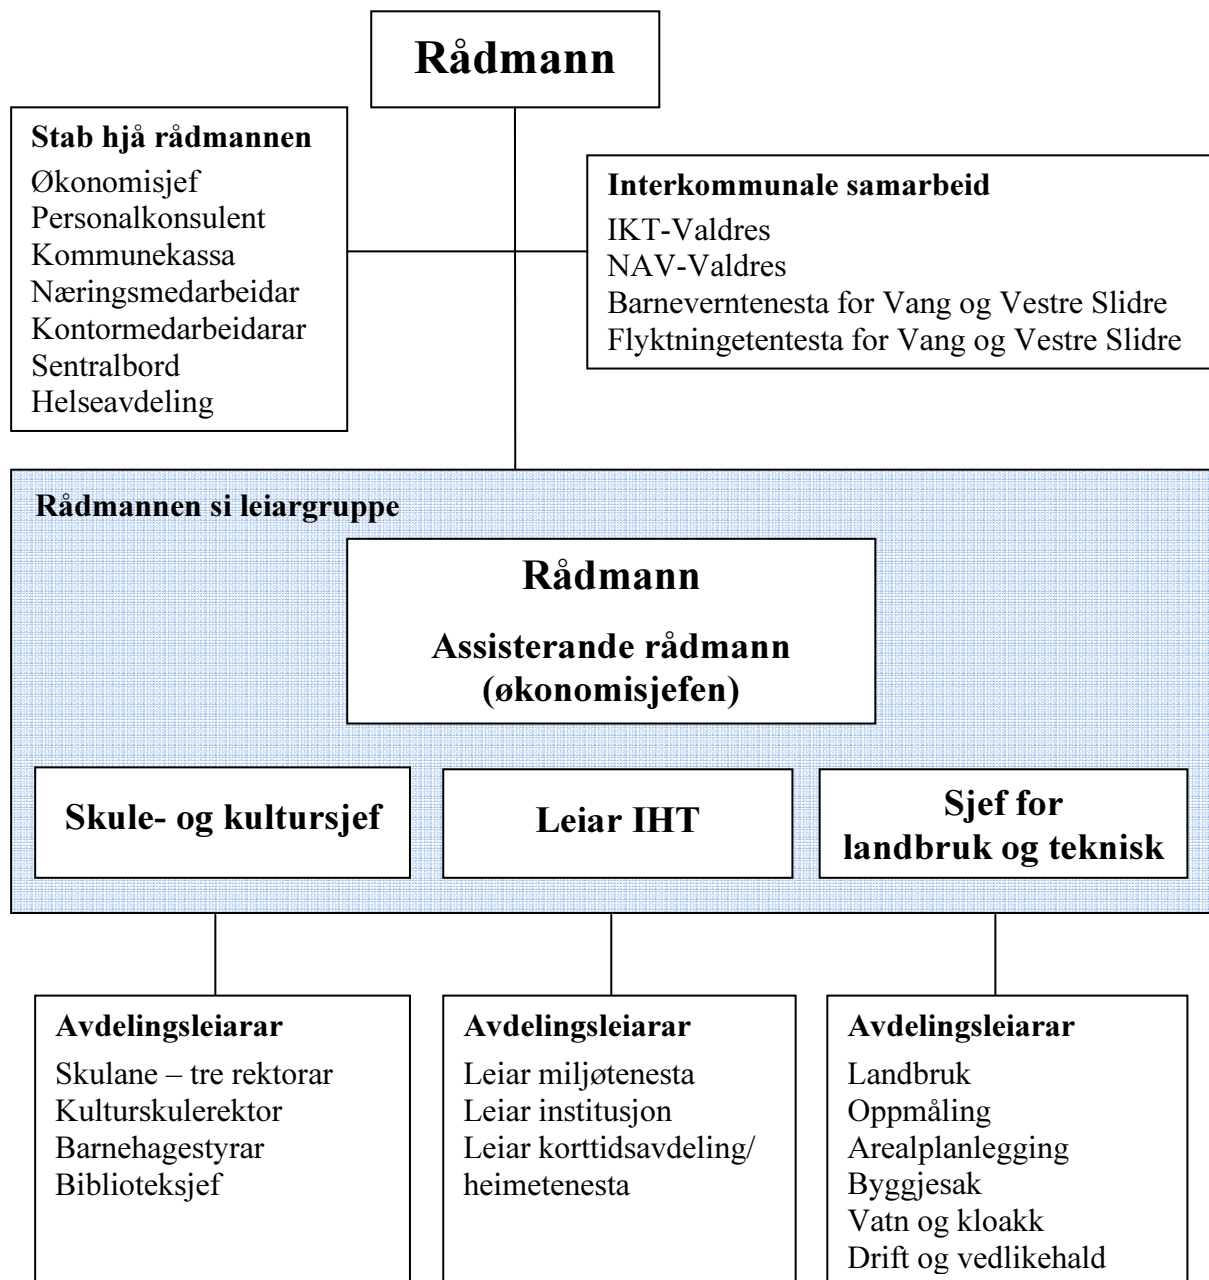 Rådmann
Stab hjå rådmannen
Økonomisjef
Personalkonsulent
Kommunekassa
Næringsmedarbeidar
Kontormedarbeidarar
Sentralbord
Helseavdeling
Interkommunale samarbeid
IKT-Valdres
NAV-Valdres
Barneverntenesta for Vang og Vestre Slidre
Flyktningetentesta for Vang og Vestre Slidre
Rådmannen si leiargruppe
Rådmann
Assisterande rådmann
(økonomisjefen)
Skule- og kultursjef
Leiar IHT
Sjef for
landbruk og teknisk
Avdelingsleiarar
Skulane – tre rektorar
Kulturskulerektor
Barnehagestyrar
Biblioteksjef
Avdelingsleiarar
Leiar miljøtenesta
Leiar institusjon
Leiar korttidsavdeling/
heimetenesta
Avdelingsleiarar
Landbruk
Oppmåling
Arealplanlegging
Byggjesak
Vatn og kloakk
Drift og vedlikehald